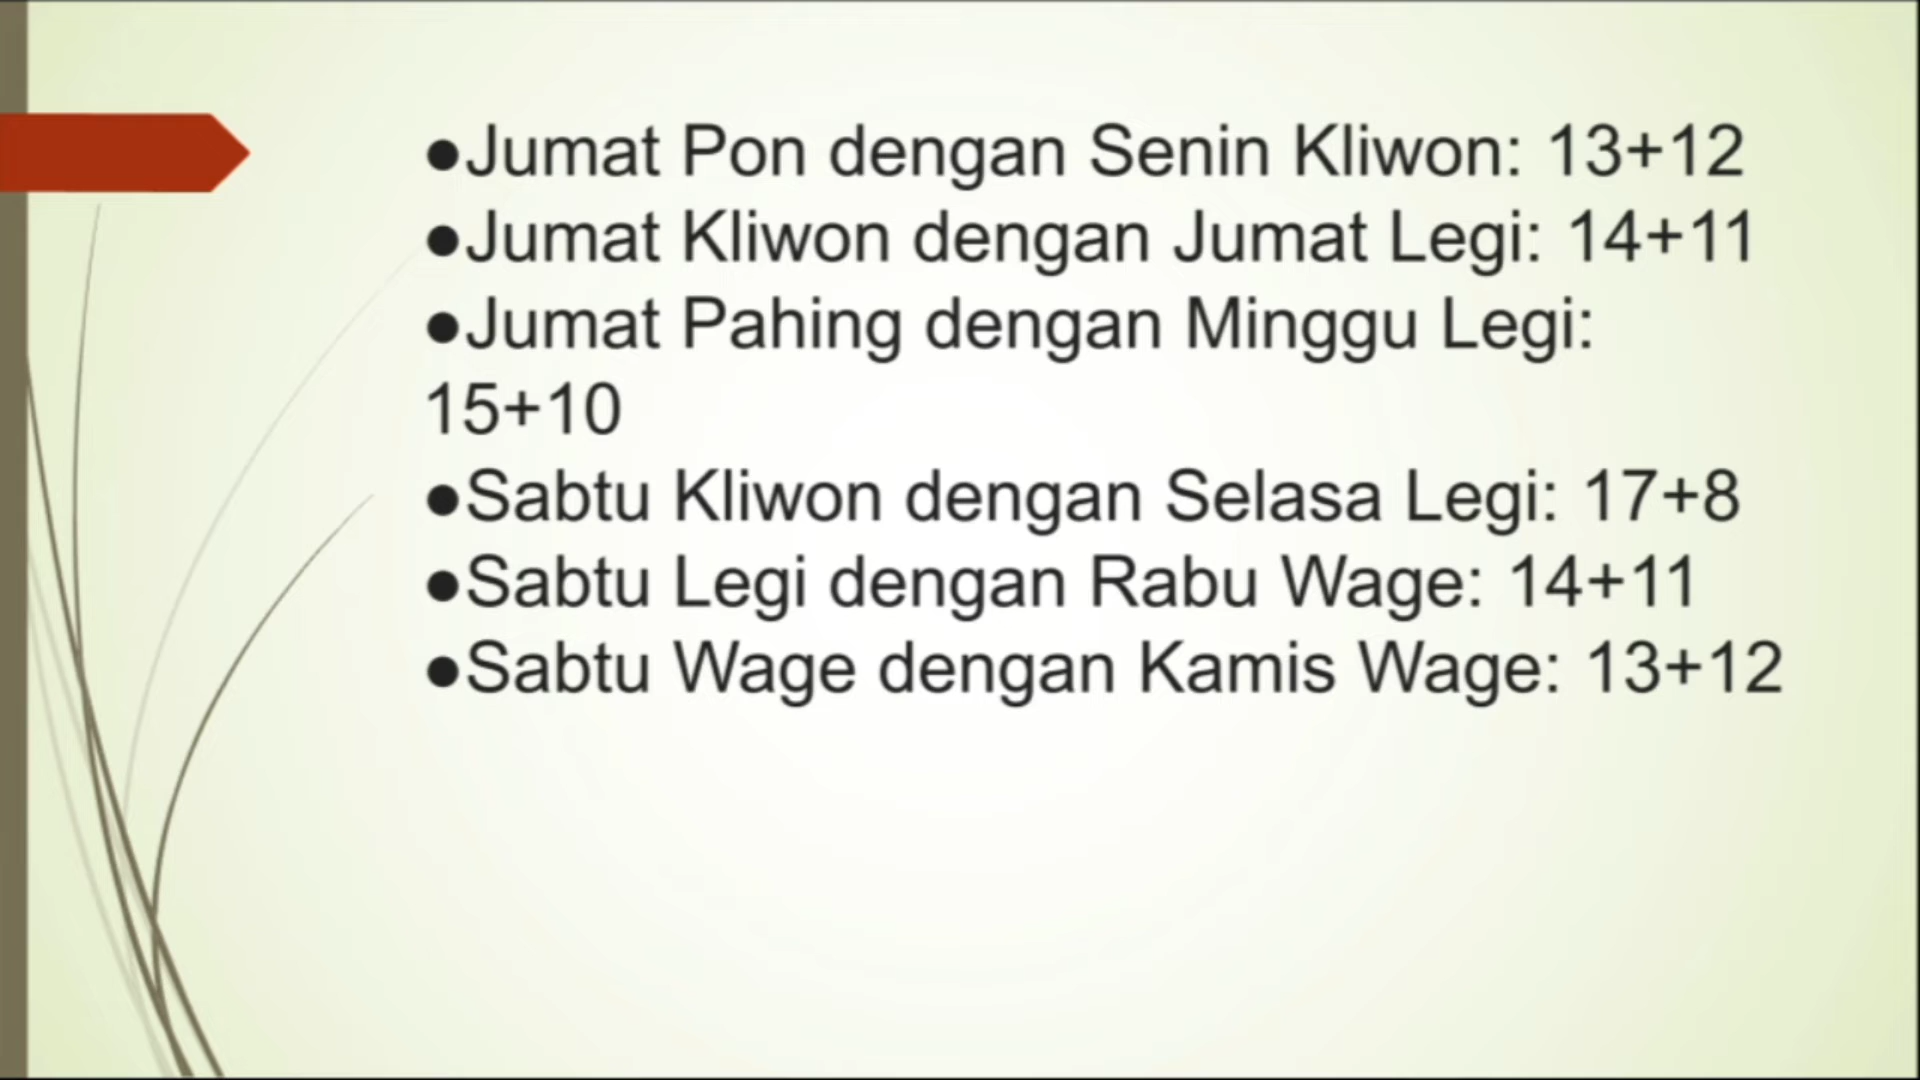 ●Jumat Pon dengan Senin Kliwon: 13+12
●Jumat Kliwon dengan Jumat Legi: 14+11
●Jumat Pahing dengan Minggu Legi:
15+10
●Sabtu Kliwon dengan Selasa Legi: 17+8
●Sabtu Legi dengan Rabu Wage: 14+11
●Sabtu Wage dengan Kamis Wage: 13+12